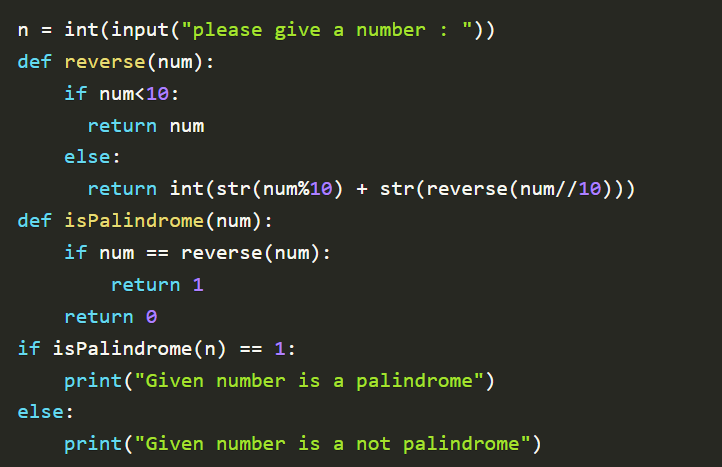 n = int(input("please give a number : "))
def reverse(num):
    if num<10:
      return num
    else:
      return int(str(num%10) + str(reverse(num//10)))
def isPalindrome(num):
    if num == reverse(num):
        return 1
    return 0
if isPalindrome(n) == 1:
    print("Given number is a palindrome")
else:
    print("Given number is a not palindrome")